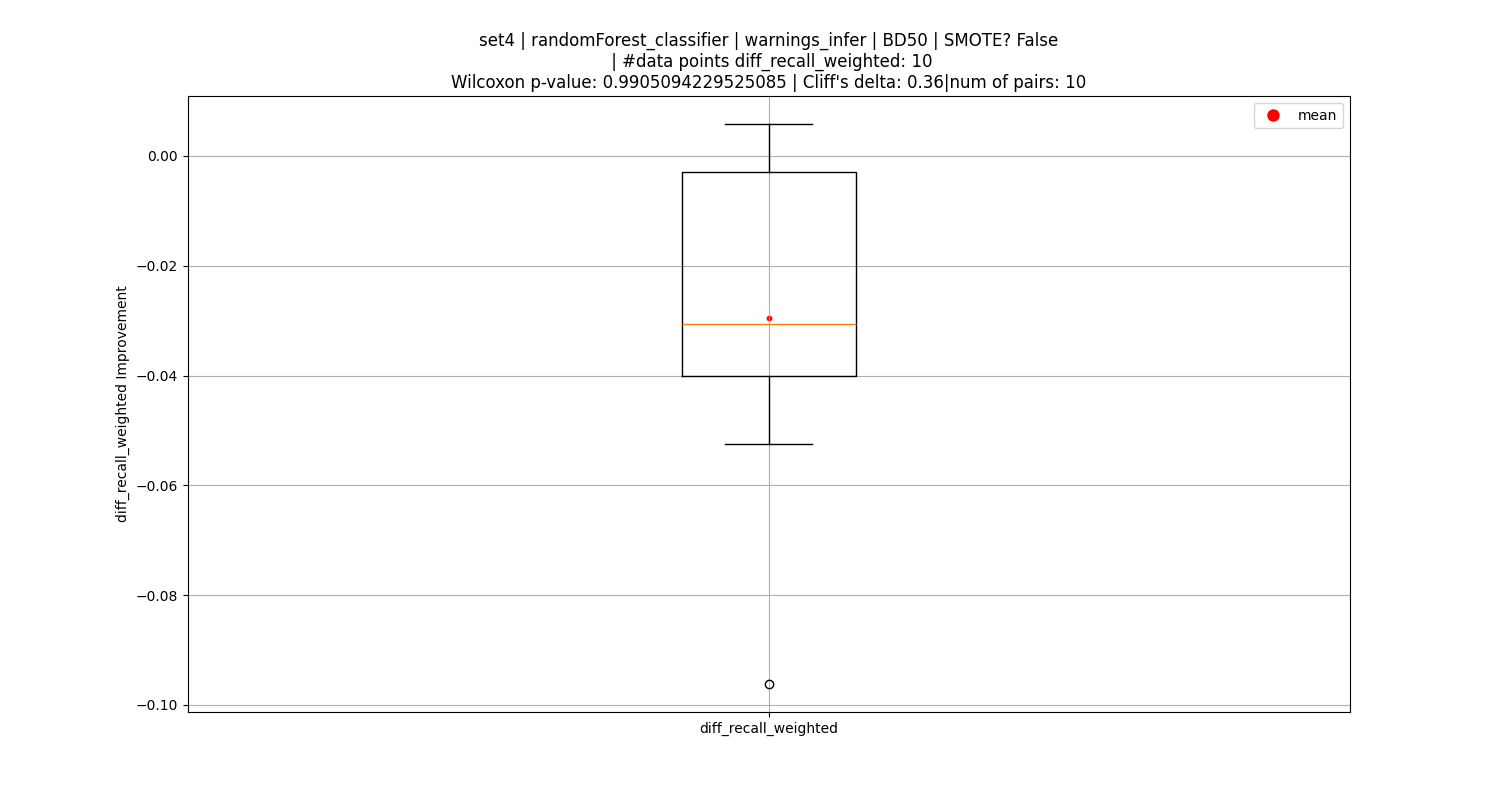 set4 | randomForest_classifier | warnings_infer | BD50 | SMOTE? False
| #data points diff_recall_weighted: 10
Wilcoxon p-value: 0.9905094229525085 | Cliff's delta: 0.36|num of pairs: 10
mean
0.00
−0.02
−0.04
−0.06
−0.08
−0.10
diff_recall_weighted Improvement
diff_recall_weighted